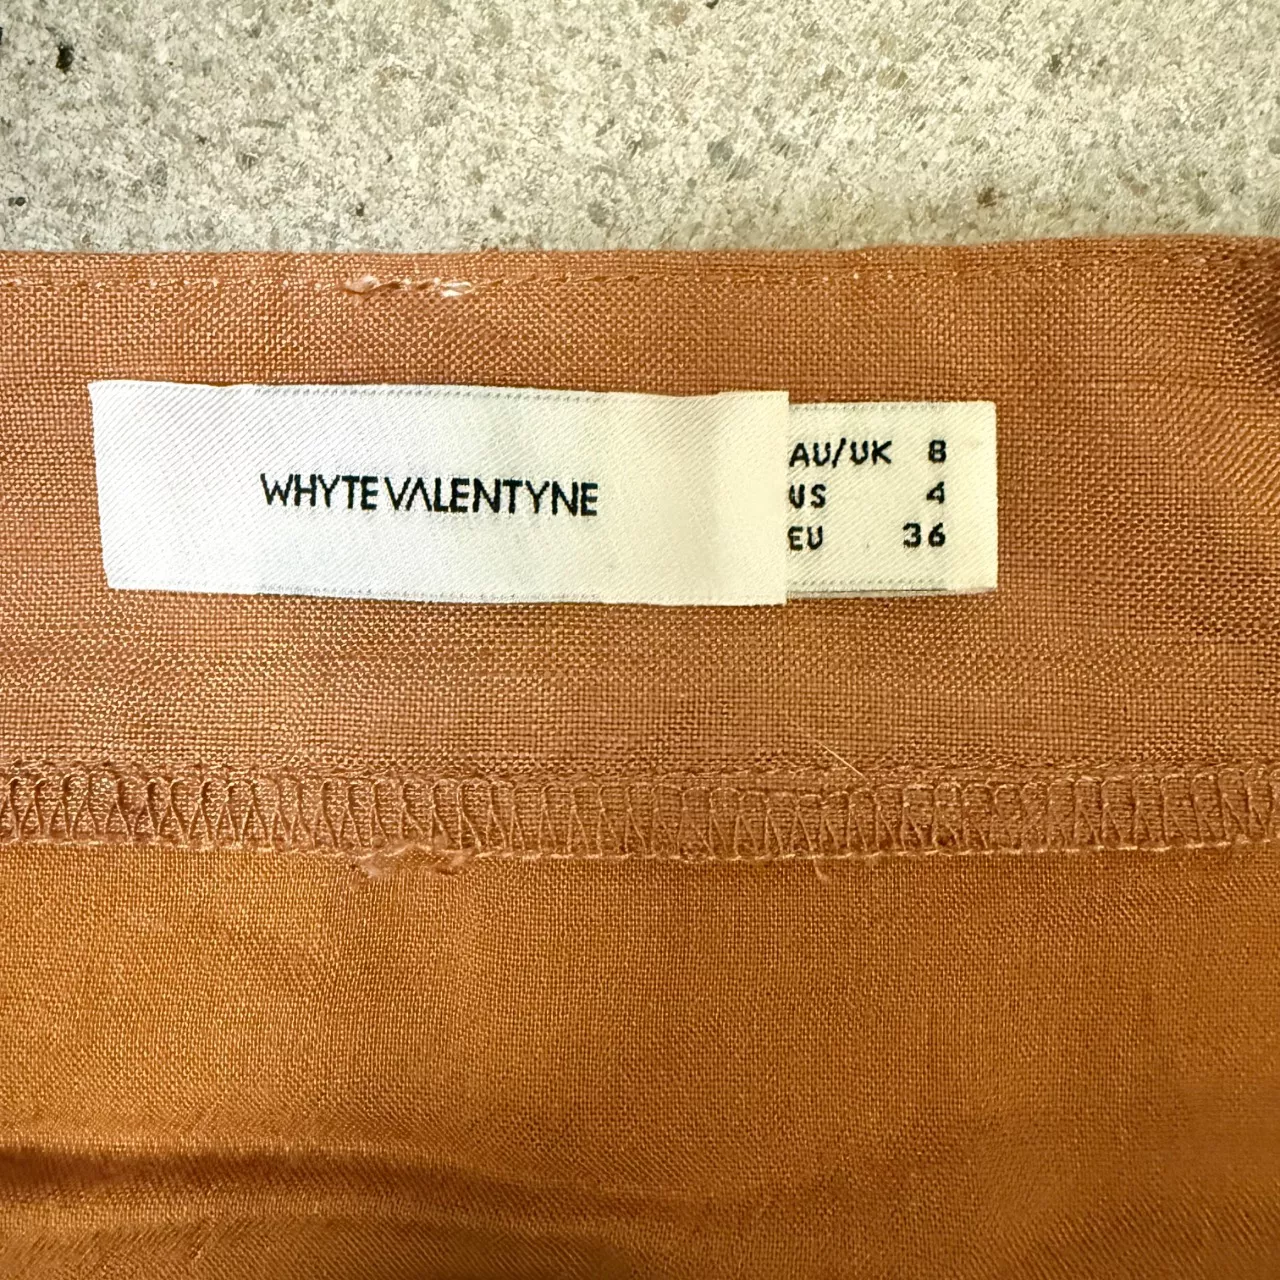 WHYTE VALENTYNE
AU/UK 8
US 4
EU 36